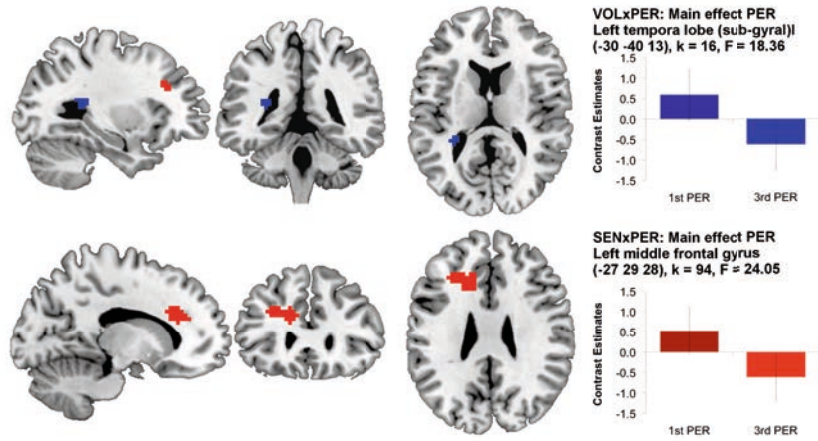 VOLxPER: Main effect PER
Left tempora lobe (sub-gyral)l
(-30 -40 13), k = 16, F = 18.36
Contrast Estimates
1.5
1.0
0.5
0.0
-0.5
-1.0
-1.5
1st PER 3rd PER
SENxPER: Main effect PER
Left middle frontal gyrus
(-27 29 28), k = 94, F = 24.05
Contrast Estimates
1.5
1.0
0.5
0.0
-0.5
-1.0
-1.5
1st PER 3rd PER